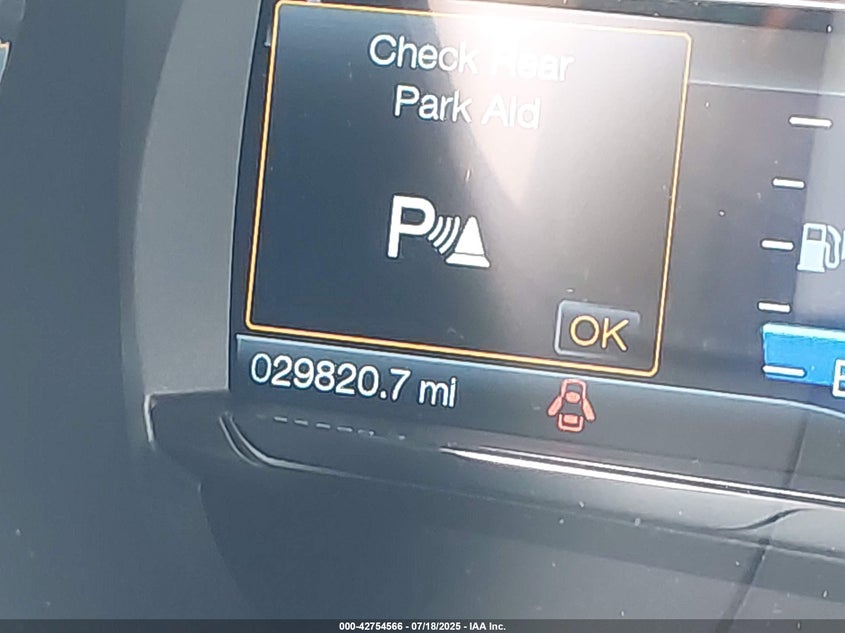 Check Rear
Park Aid
P
OK
029820.7 mi
E
000-42754566 - 07/18/2025 - IAA Inc.